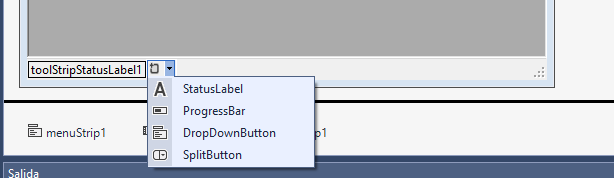 toolStripStatusLabel1
A StatusLabel
ProgressBar
DropDownButton
SplitButton
menuStrip1
p1
Salida